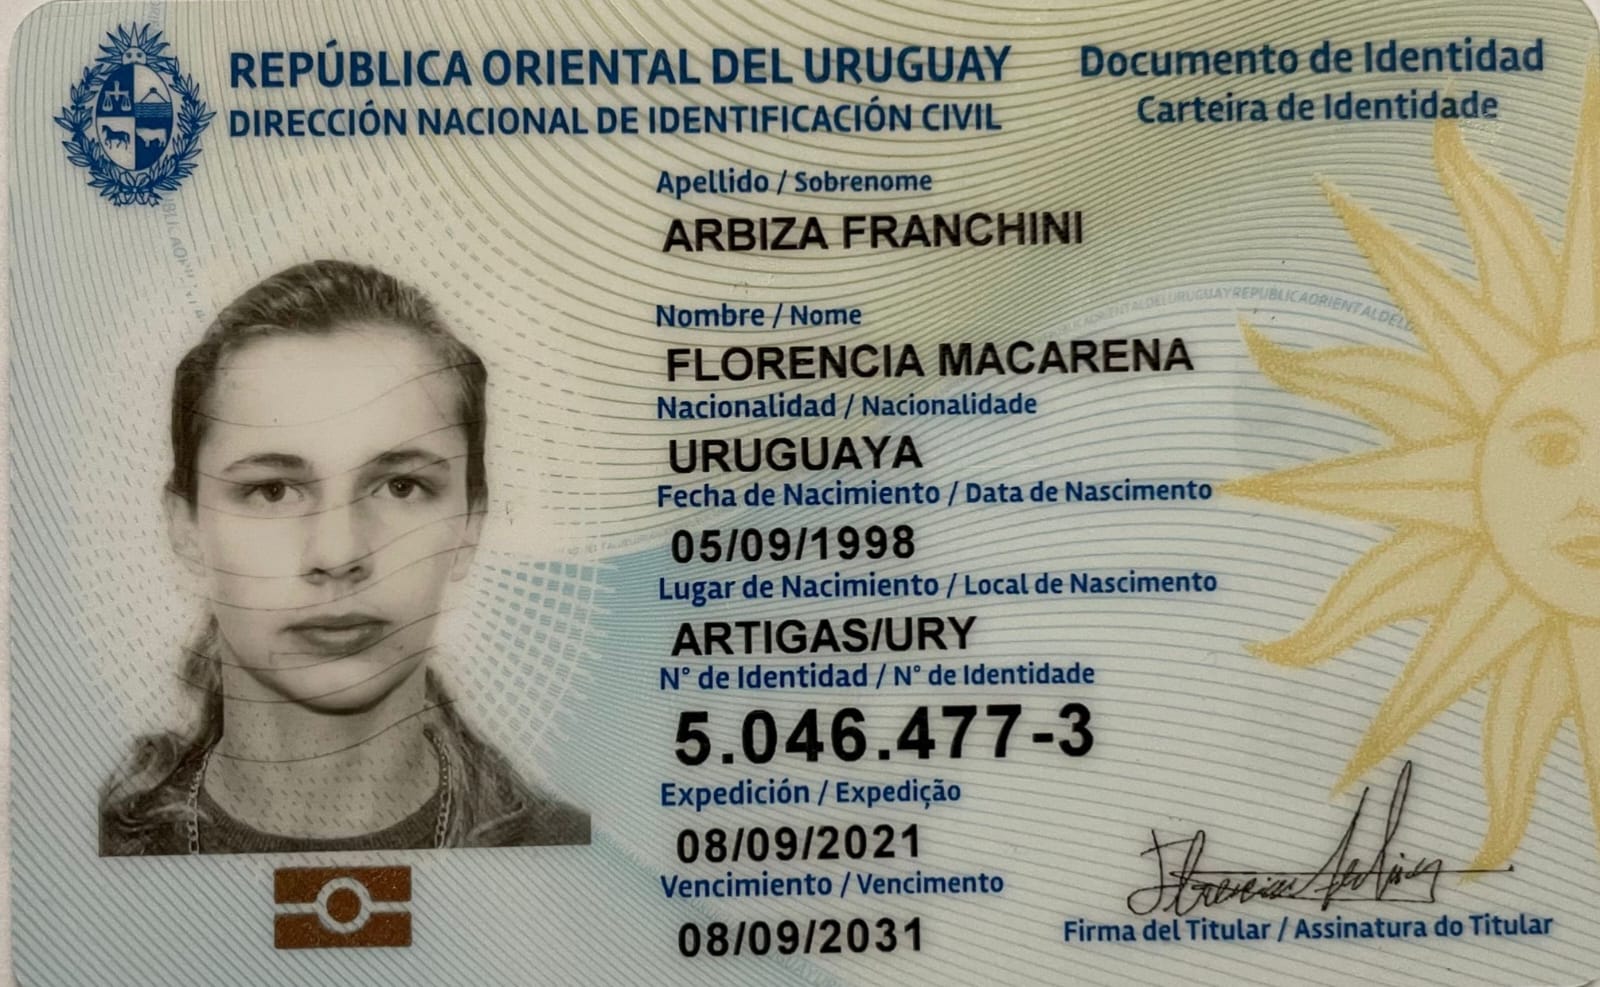 REPÚBLICA ORIENTAL DEL URUGUAY
DIRECCIÓN NACIONAL DE IDENTIFICACIÓN CIVIL
Documento de Identidad
Carteira de Identidade
Apellido / Sobrenome
ARBIZA FRANCHINI
Nombre / Nome
FLORENCIA MACARENA
Nacionalidad / Nacionalidade
URUGUAYA
Fecha de Nacimiento / Data de Nascimento
05/09/1998
Lugar de Nacimiento / Local de Nascimento
ARTIGAS/URY
N° de Identidad / N° de Identidade
5.046.477-3
Expedición / Expedição
08/09/2021
Vencimiento / Vencimento
08/09/2031
Firma del Titular / Assinatura do Titular